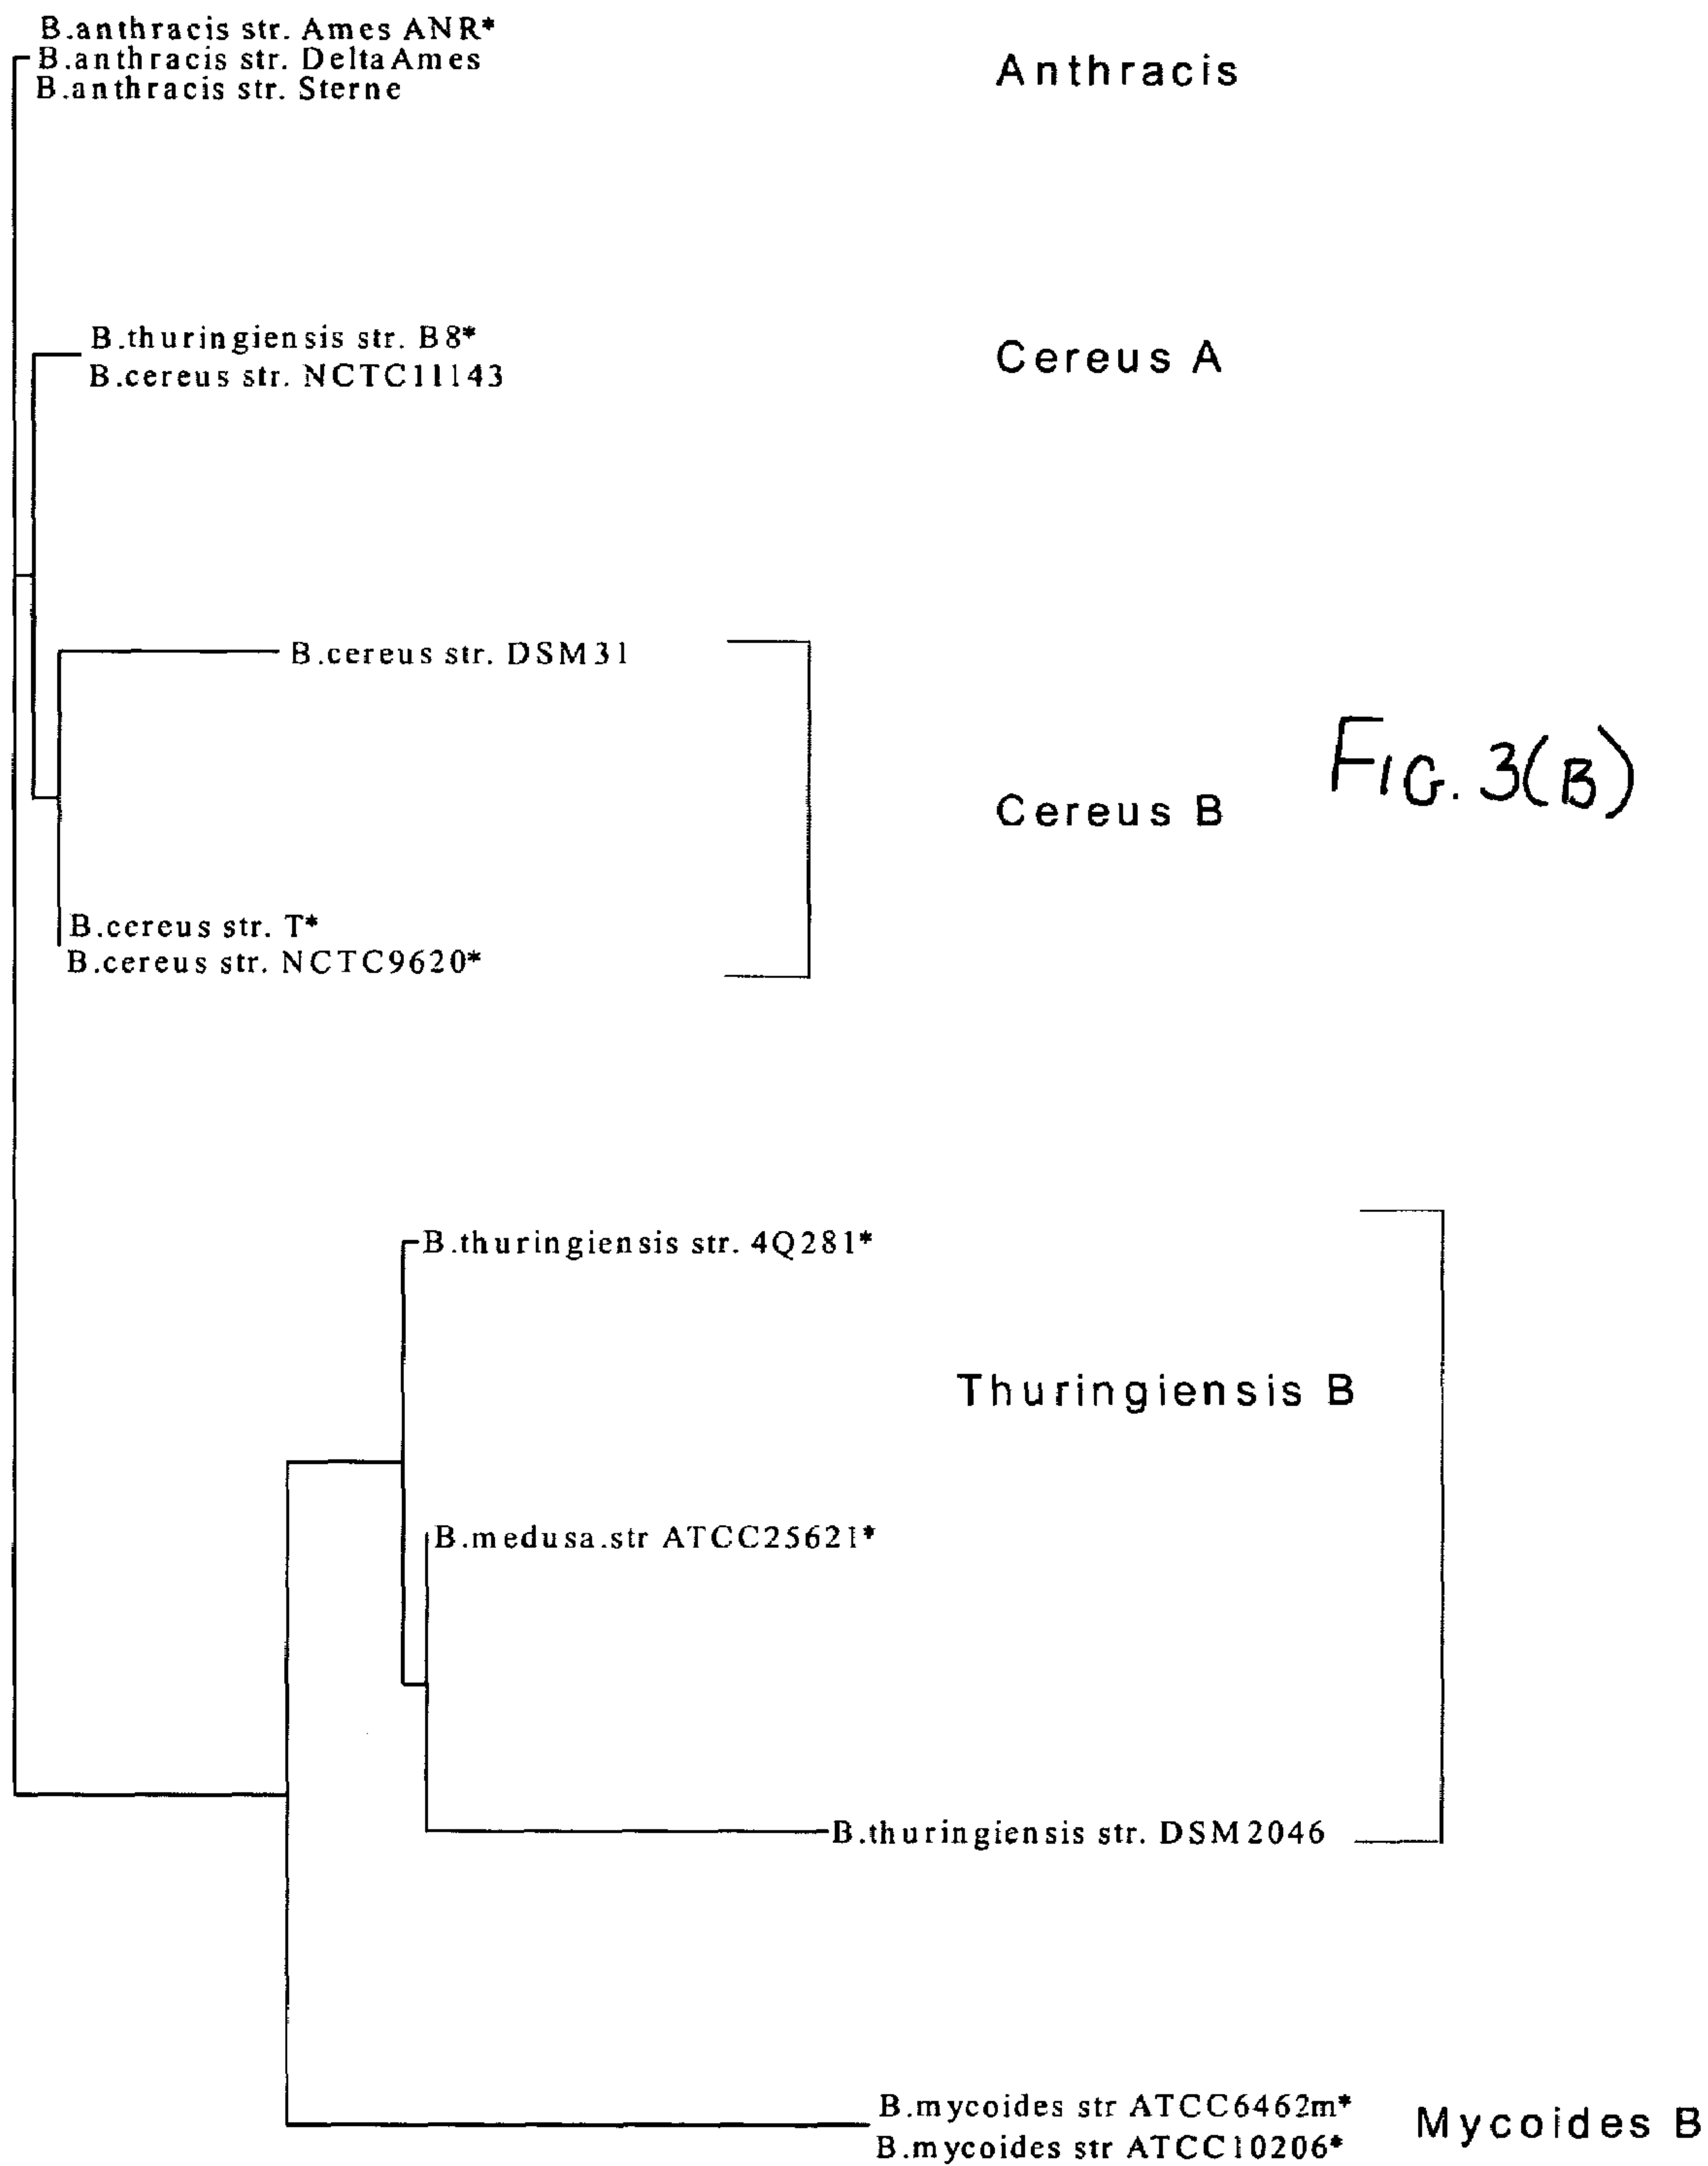 B.anthracis str. Ames ANR*
B.anthracis str. DeltaAmes
B.anthracis str. Sterne
Anthracis
B.thuringiensis str. B8*
B.cereus str. NCTC11143
Cereus A
B.cereus str. DSM31
Cereus B
FIG. 3(B)
B.cereus str. T*
B.cereus str. NCTC9620*
B.thuringiensis str. 4Q281*
Thuringiensis B
B.medusa.str ATCC25621*
B.thuringiensis str. DSM2046
B.mycoides str ATCC6462m*
B.mycoides str ATCC10206*
Mycoides B